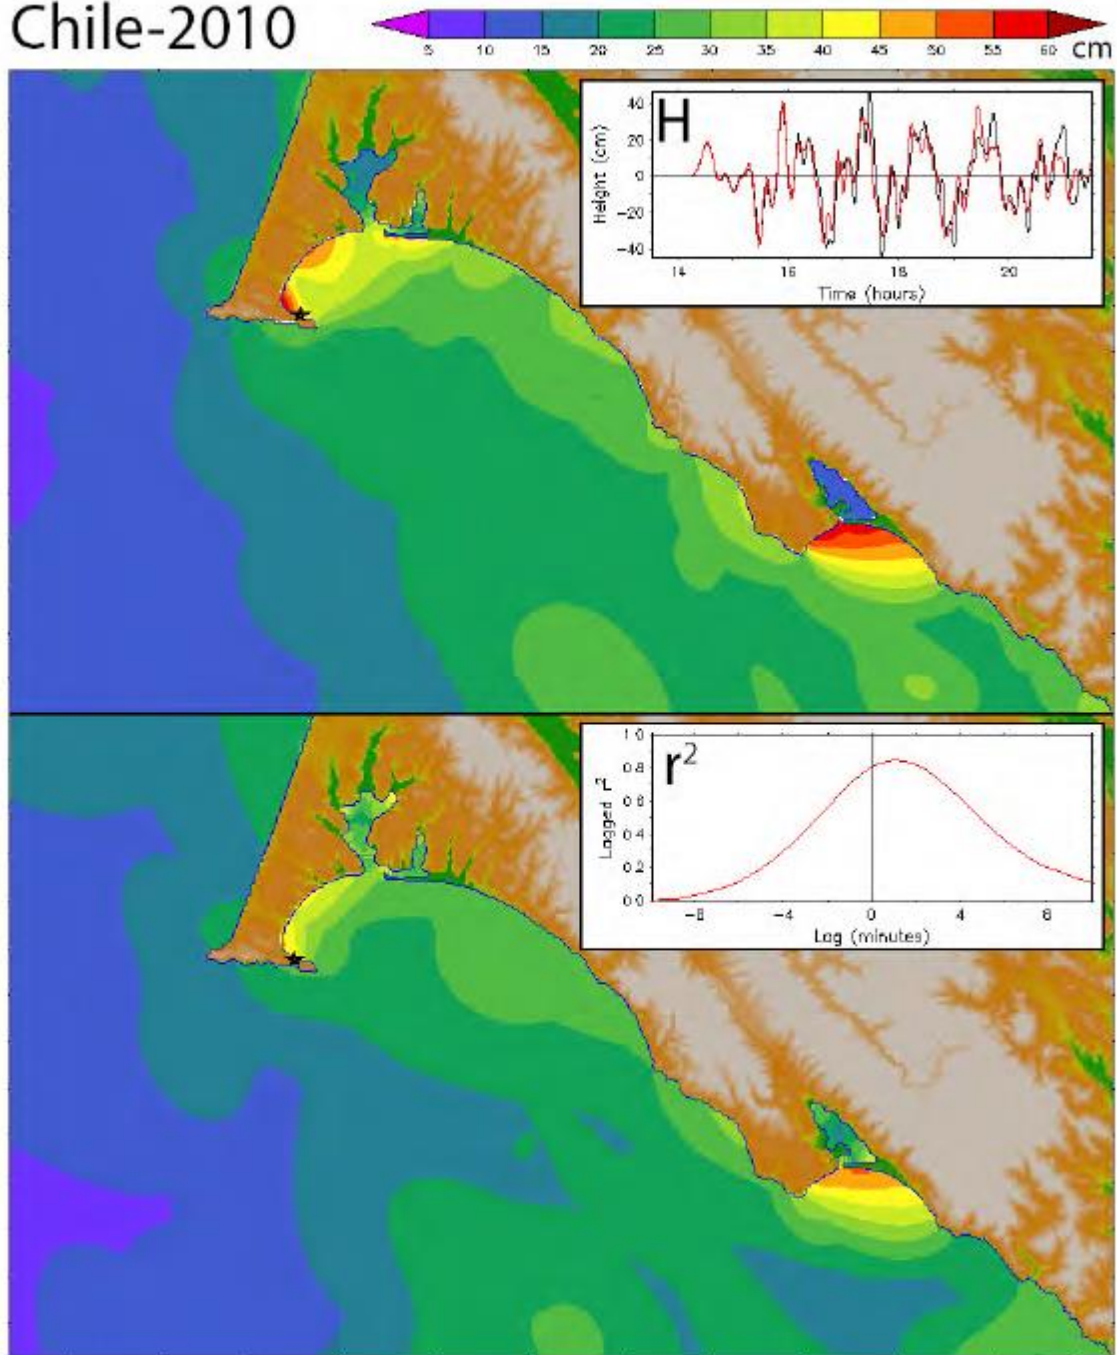 Chile-2010
5 10 15 20 25 30 35 40 45 50 55 60 cm
H
Height (cm)
40
20
0
-20
-40
14 16 18 20
Time (hours)
r²
Lagged r²
1.0
0.8
0.6
0.4
0.2
0.0
-8 -4 0 4 8
Lag (minutes)